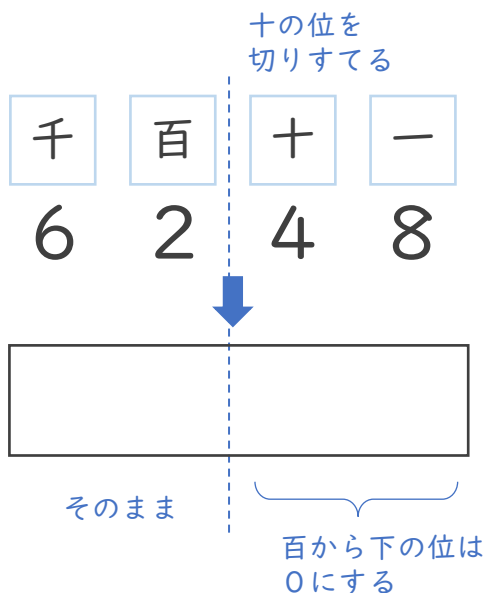 十の位を
切りすてる
千 百 十 一
6 2 4 8
そのまま
百から下の位は
0にする